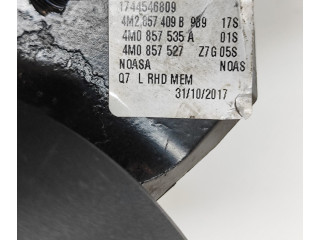 1744546809
4M2 857 409 B 9B9 17S
4M0 857 535 A 01S
4M0 857 527 Z7G 05S
NOASA NOAS
Q7 L RHD MEM
31/10/2017